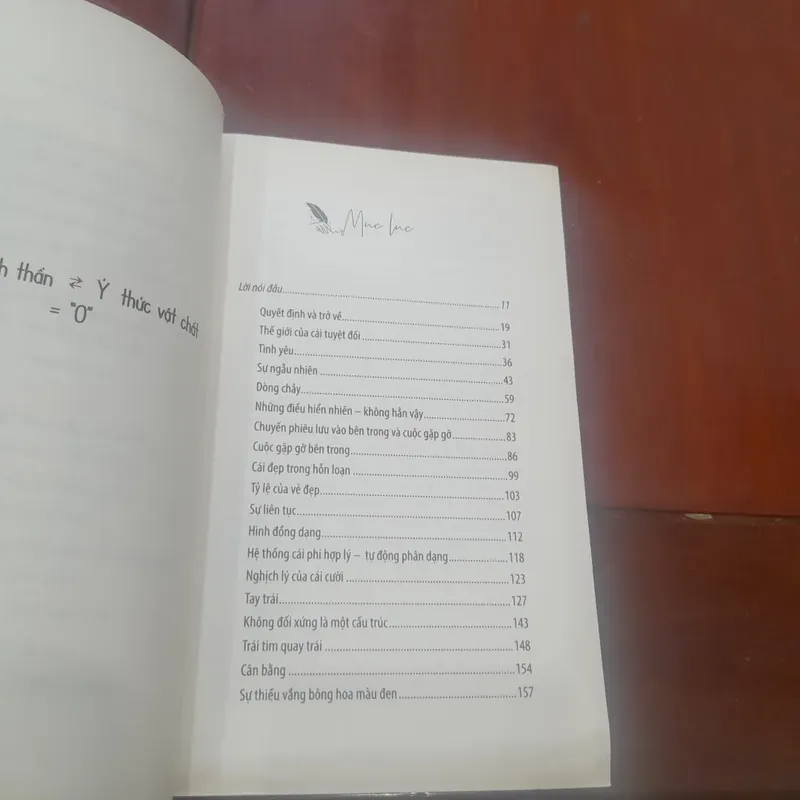 h thần ⇄ Ý thức vật chất
= "0"
Mục lục
Lời nói đầu 11
Quyết định và trở về 19
Thế giới của cái tuyệt đối 31
Tình yêu 36
Sự ngẫu nhiên 43
Dòng chảy 59
Những điều hiển nhiên – không hẳn vậy 72
Chuyến phiêu lưu vào bên trong và cuộc gặp gỡ 83
Cuộc gặp gỡ bên trong 86
Cái đẹp trong hỗn loạn 99
Tỷ lệ của vẻ đẹp 103
Sự liên tục 107
Hình đồng dạng 112
Hệ thống cái phi hợp lý – tự động phân dạng 118
Nghịch lý của cái cười 123
Tay trái 127
Không đối xứng là một cấu trúc 143
Trái tim quay trái 148
Cân bằng 154
Sự thiếu vắng bông hoa màu đen 157